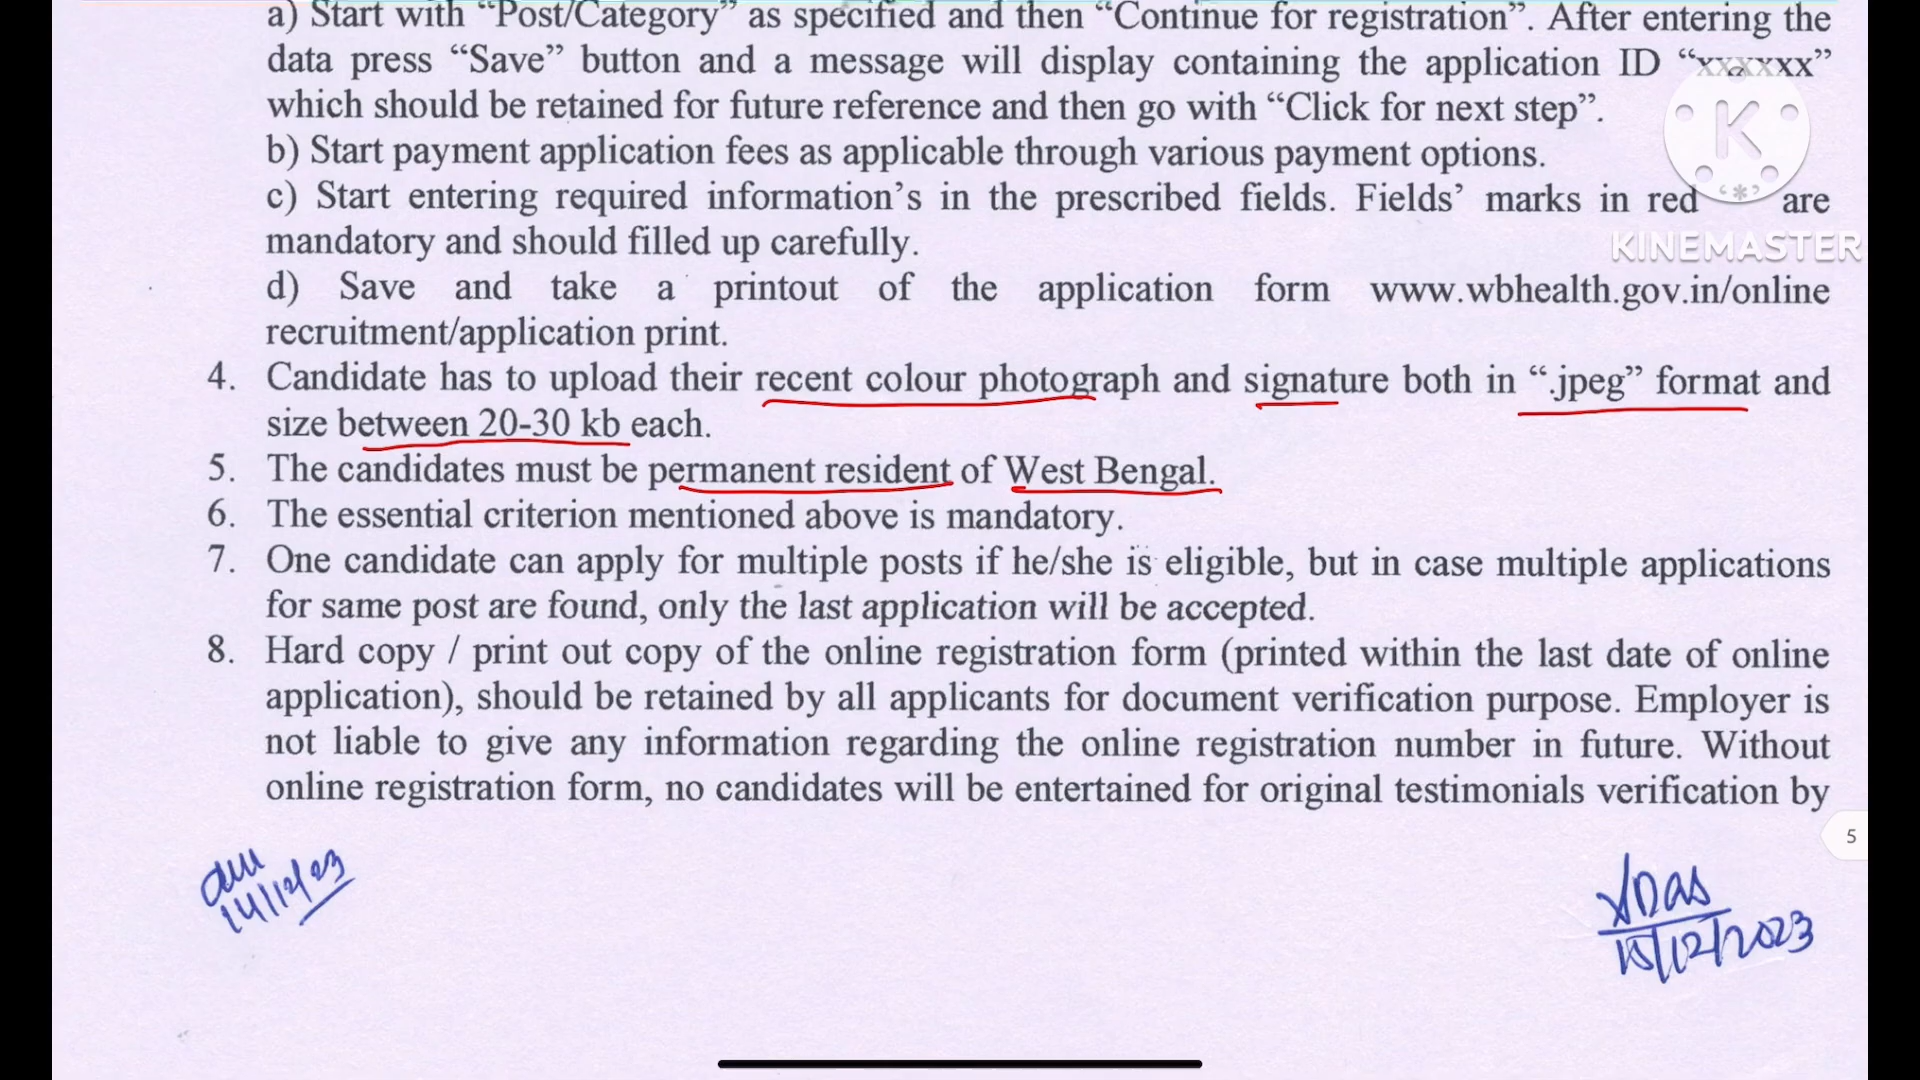 a) Start with “Post/Category” as specified and then “Continue for registration”. After entering the
data press “Save” button and a message will display containing the application ID “xxxxxx”
which should be retained for future reference and then go with “Click for next step”.
b) Start payment application fees as applicable through various payment options.
c) Start entering required information’s in the prescribed fields. Fields’ marks in red ‘*’ are
mandatory and should filled up carefully.
d) Save and take a printout of the application form www.wbhealth.gov.in/online
recruitment/application print.
4. Candidate has to upload their recent colour photograph and signature both in “.jpeg” format and
size between 20-30 kb each.
5. The candidates must be permanent resident of West Bengal.
6. The essential criterion mentioned above is mandatory.
7. One candidate can apply for multiple posts if he/she is eligible, but in case multiple applications
for same post are found, only the last application will be accepted.
8. Hard copy / print out copy of the online registration form (printed within the last date of online
application), should be retained by all applicants for document verification purpose. Employer is
not liable to give any information regarding the online registration number in future. Without
online registration form, no candidates will be entertained for original testimonials verification by
K
KINEMASTER
5
14/12/23
Das
15/12/2023